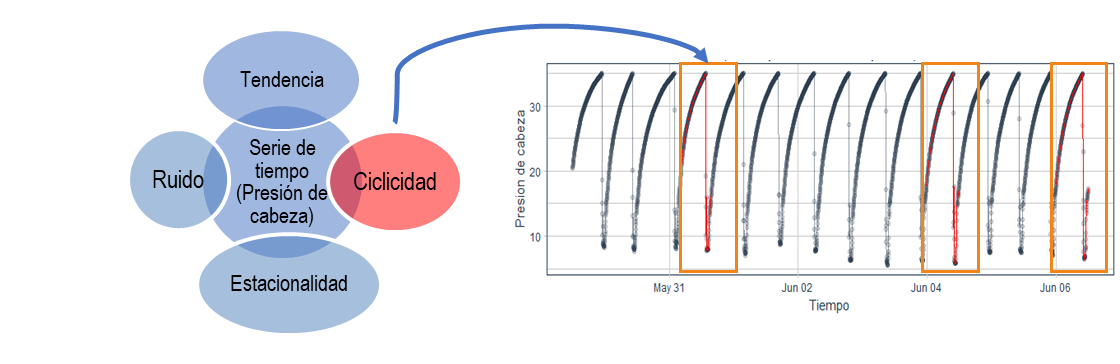 Tendencia
Ruido
Serie de
tiempo
(Presión de
cabeza)
Ciclicidad
Estacionalidad
Presion de cabeza
30
20
10
May 31
Jun 02
Jun 04
Jun 06
Tiempo